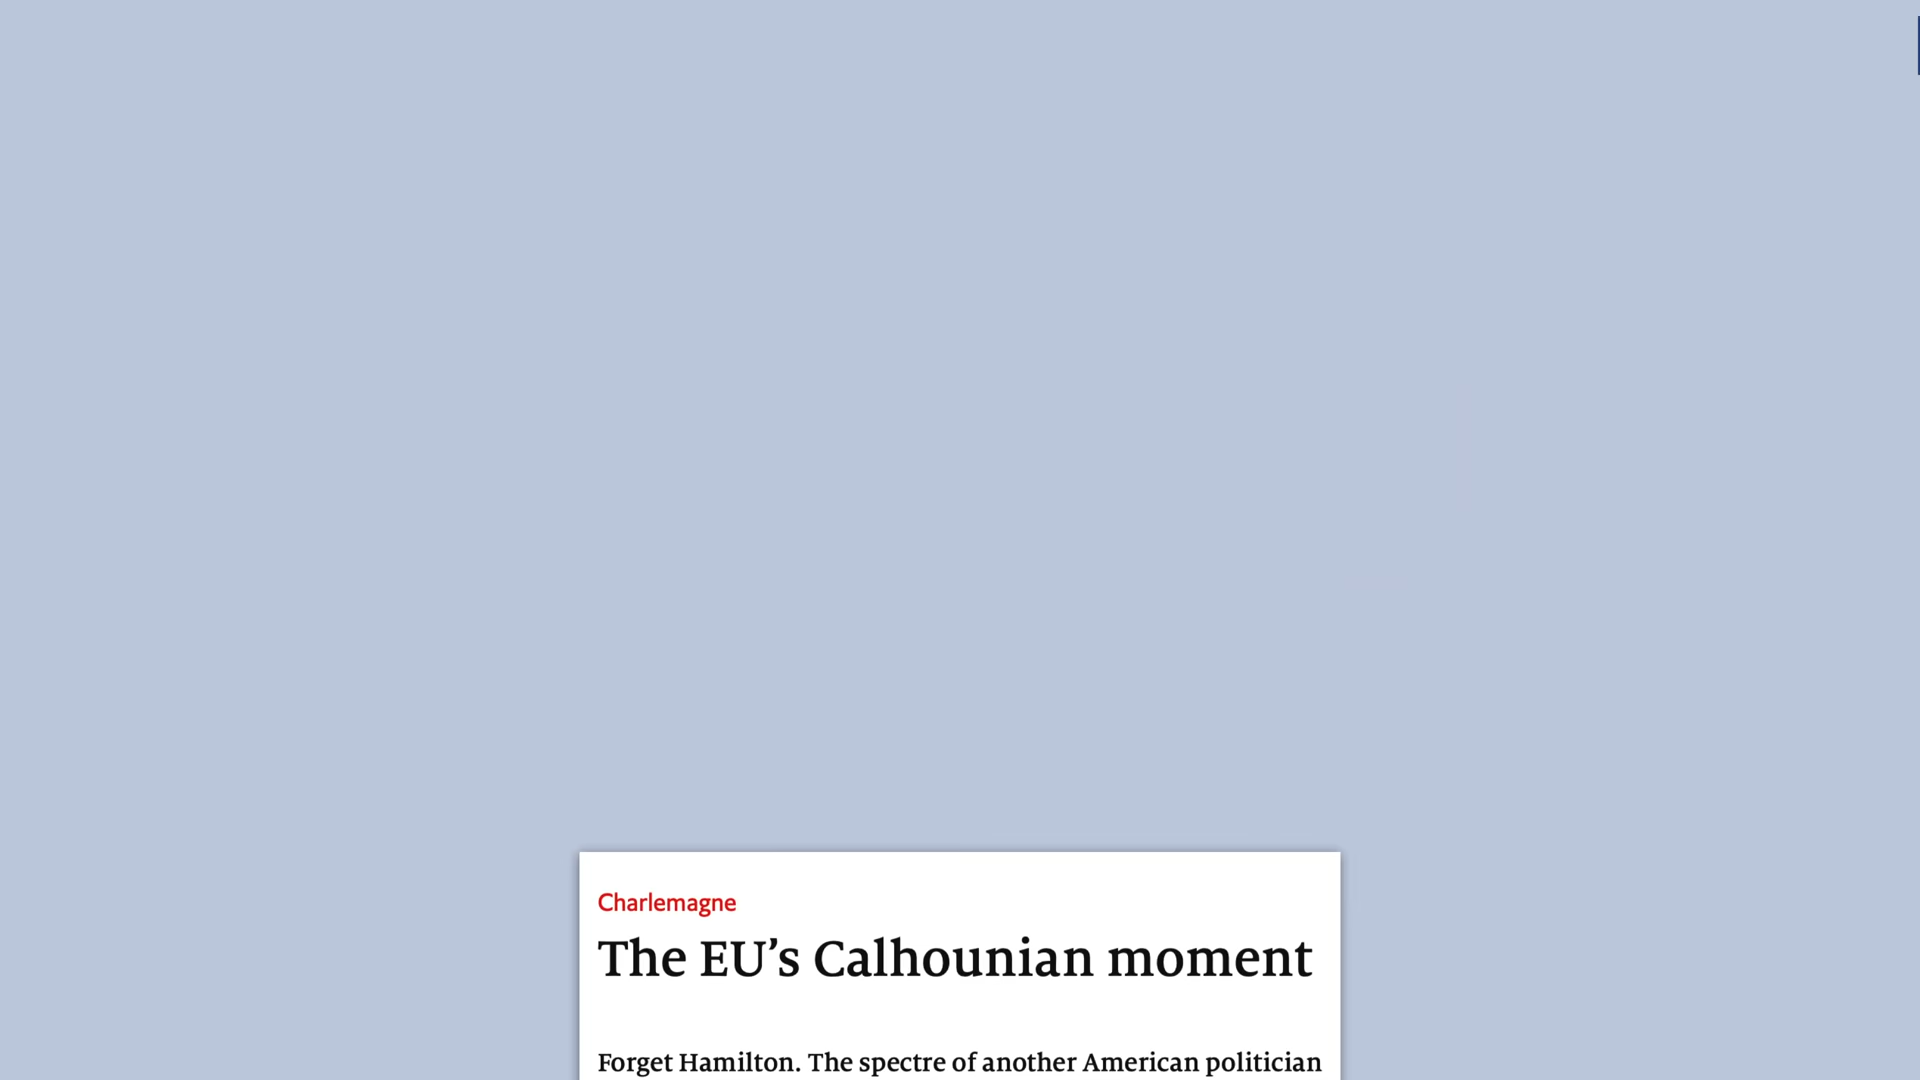 Charlemagne
The EU’s Calhounian moment
Forget Hamilton. The spectre of another American politician